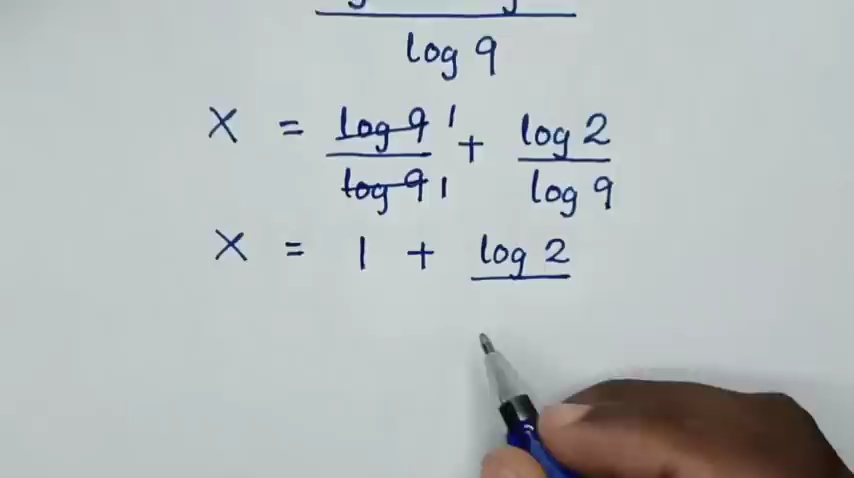 log 9
X = log 9 1 + log 2
log 9 1 log 9
X = 1 + log 2